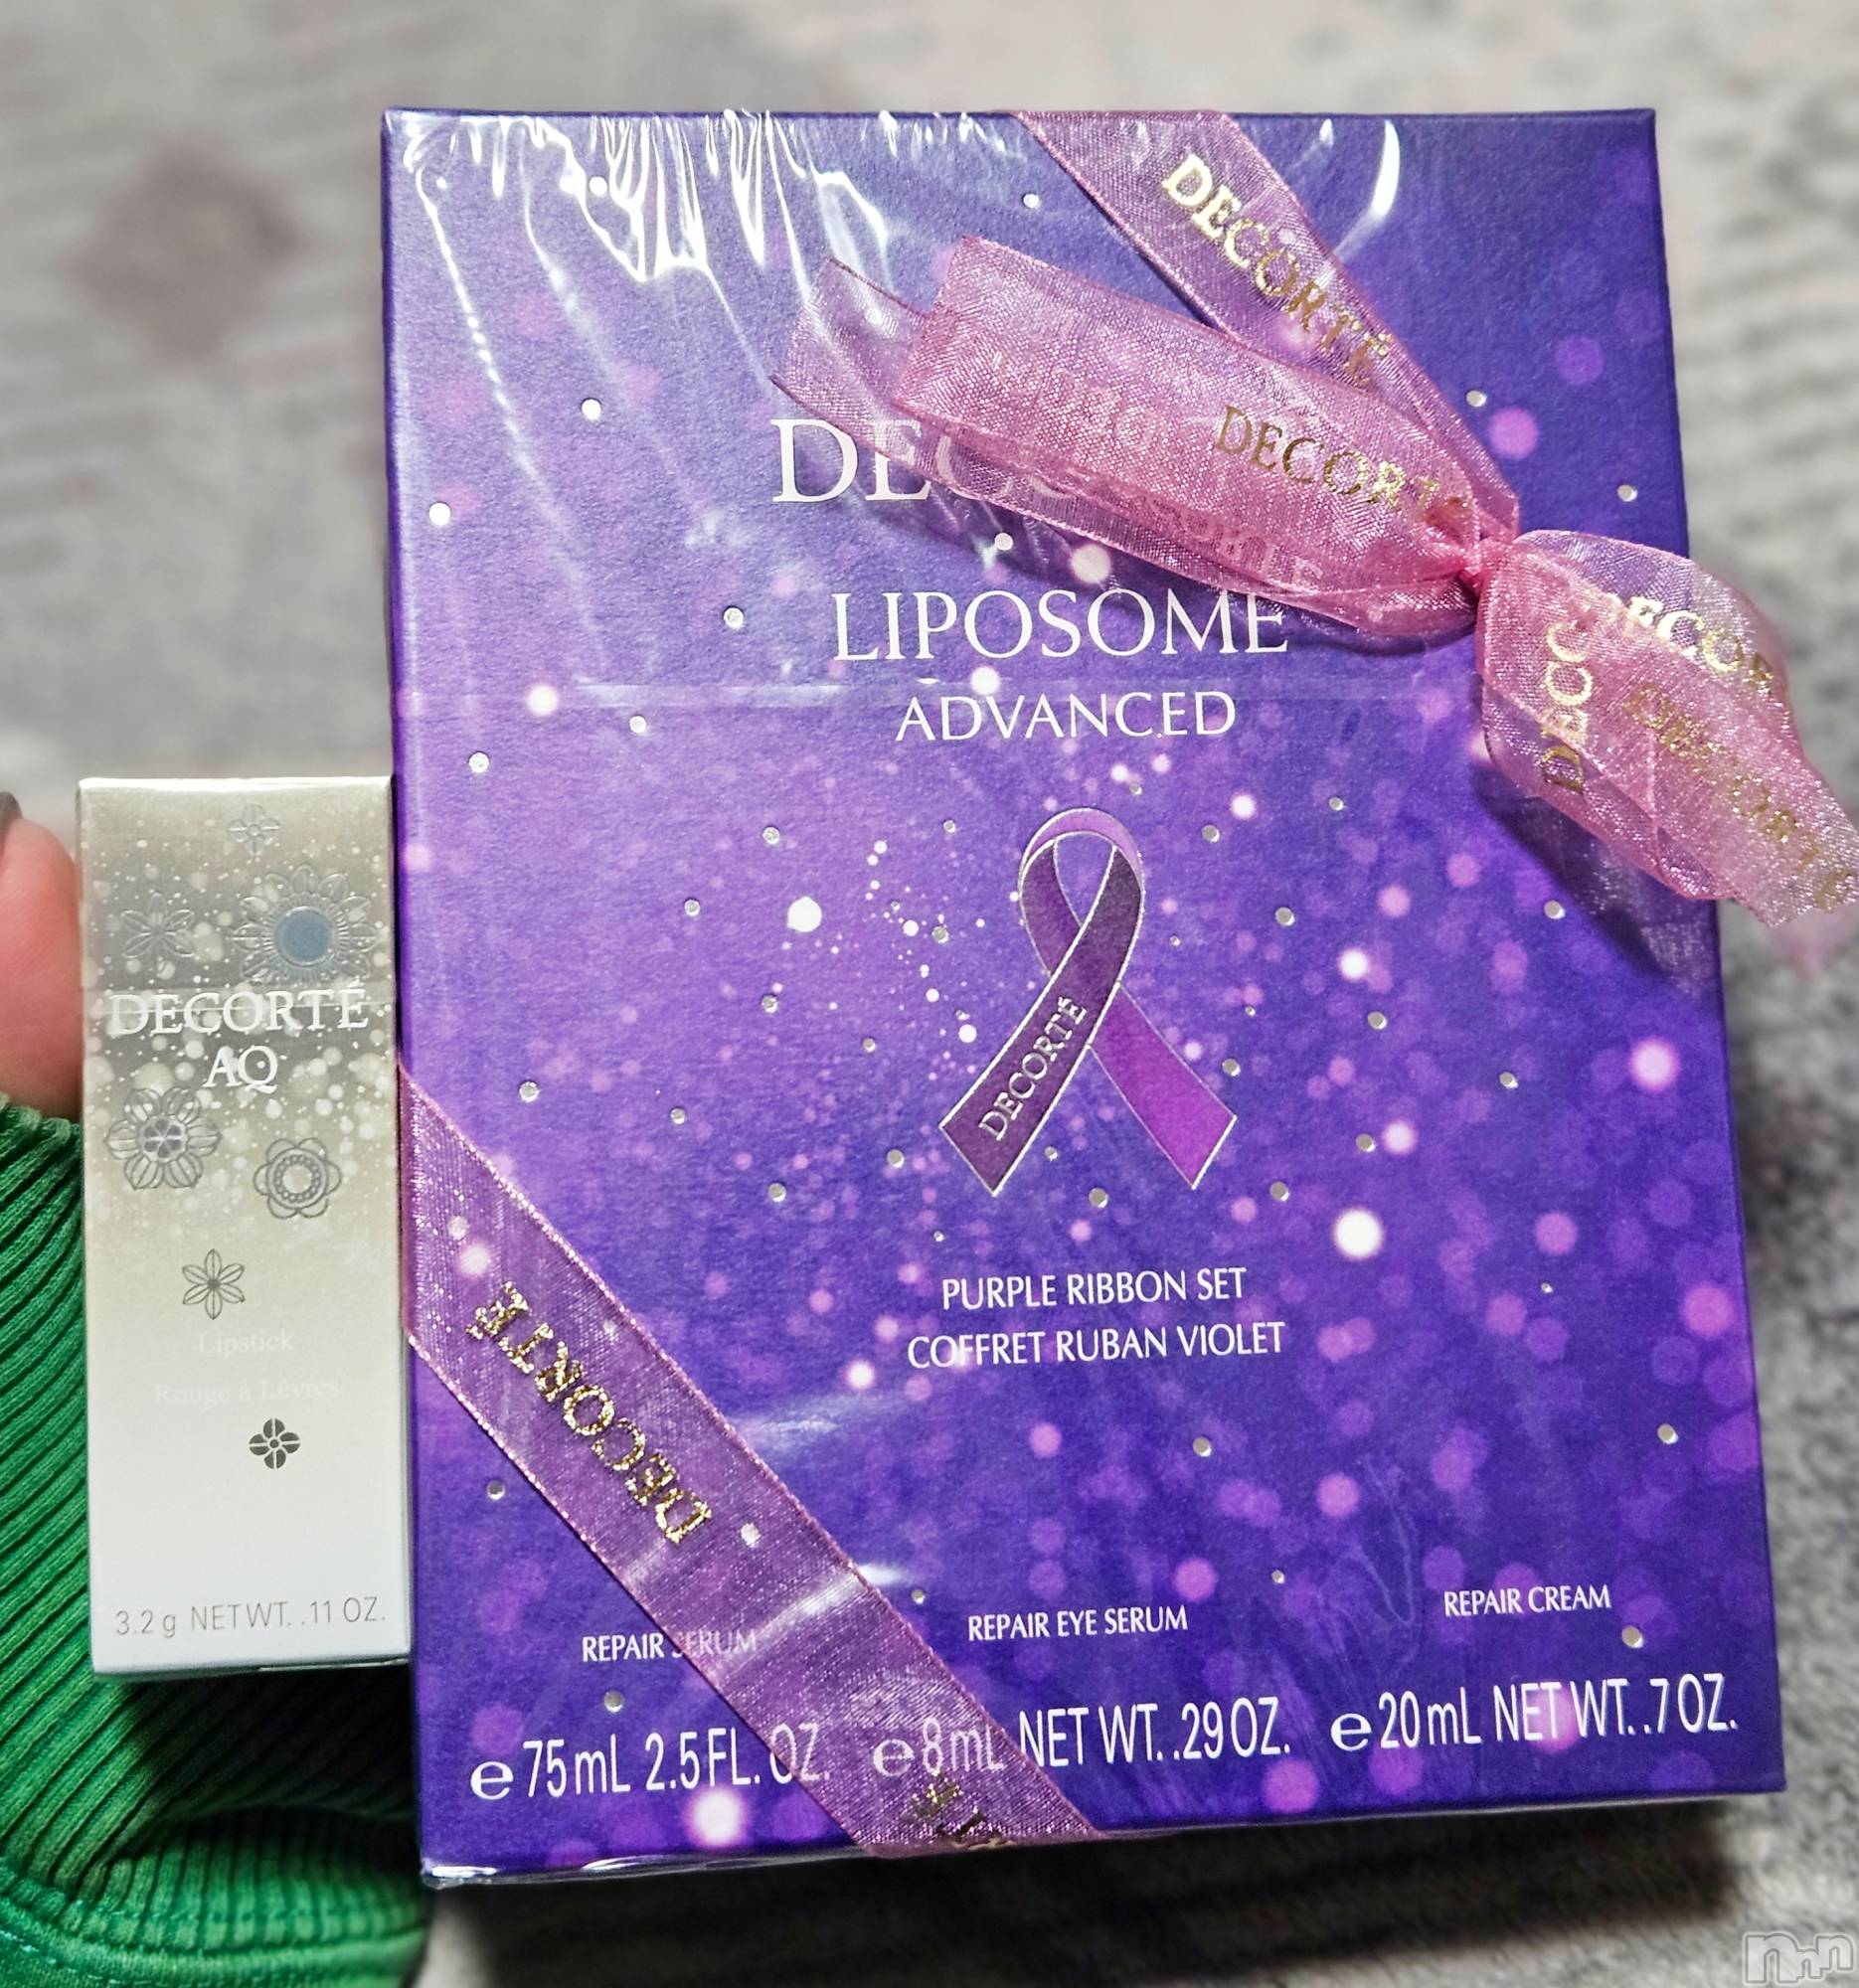 DECORTÉ
DECORTÉ
LIPOSOME
ADVANCED
DECORTÉ
PURPLE RIBBON SET
COFFRET RUBAN VIOLET
DECORTÉ
REPAIR SERUM
REPAIR EYE SERUM
REPAIR CREAM
e 75mL 2.5 FL. OZ.
e 8mL NET WT. .29 OZ.
e 20mL NET WT. .7 OZ.
DECORTÉ
AQ
Lipstick
Rouge à Lèvres
3.2 g NET WT. .11 OZ.